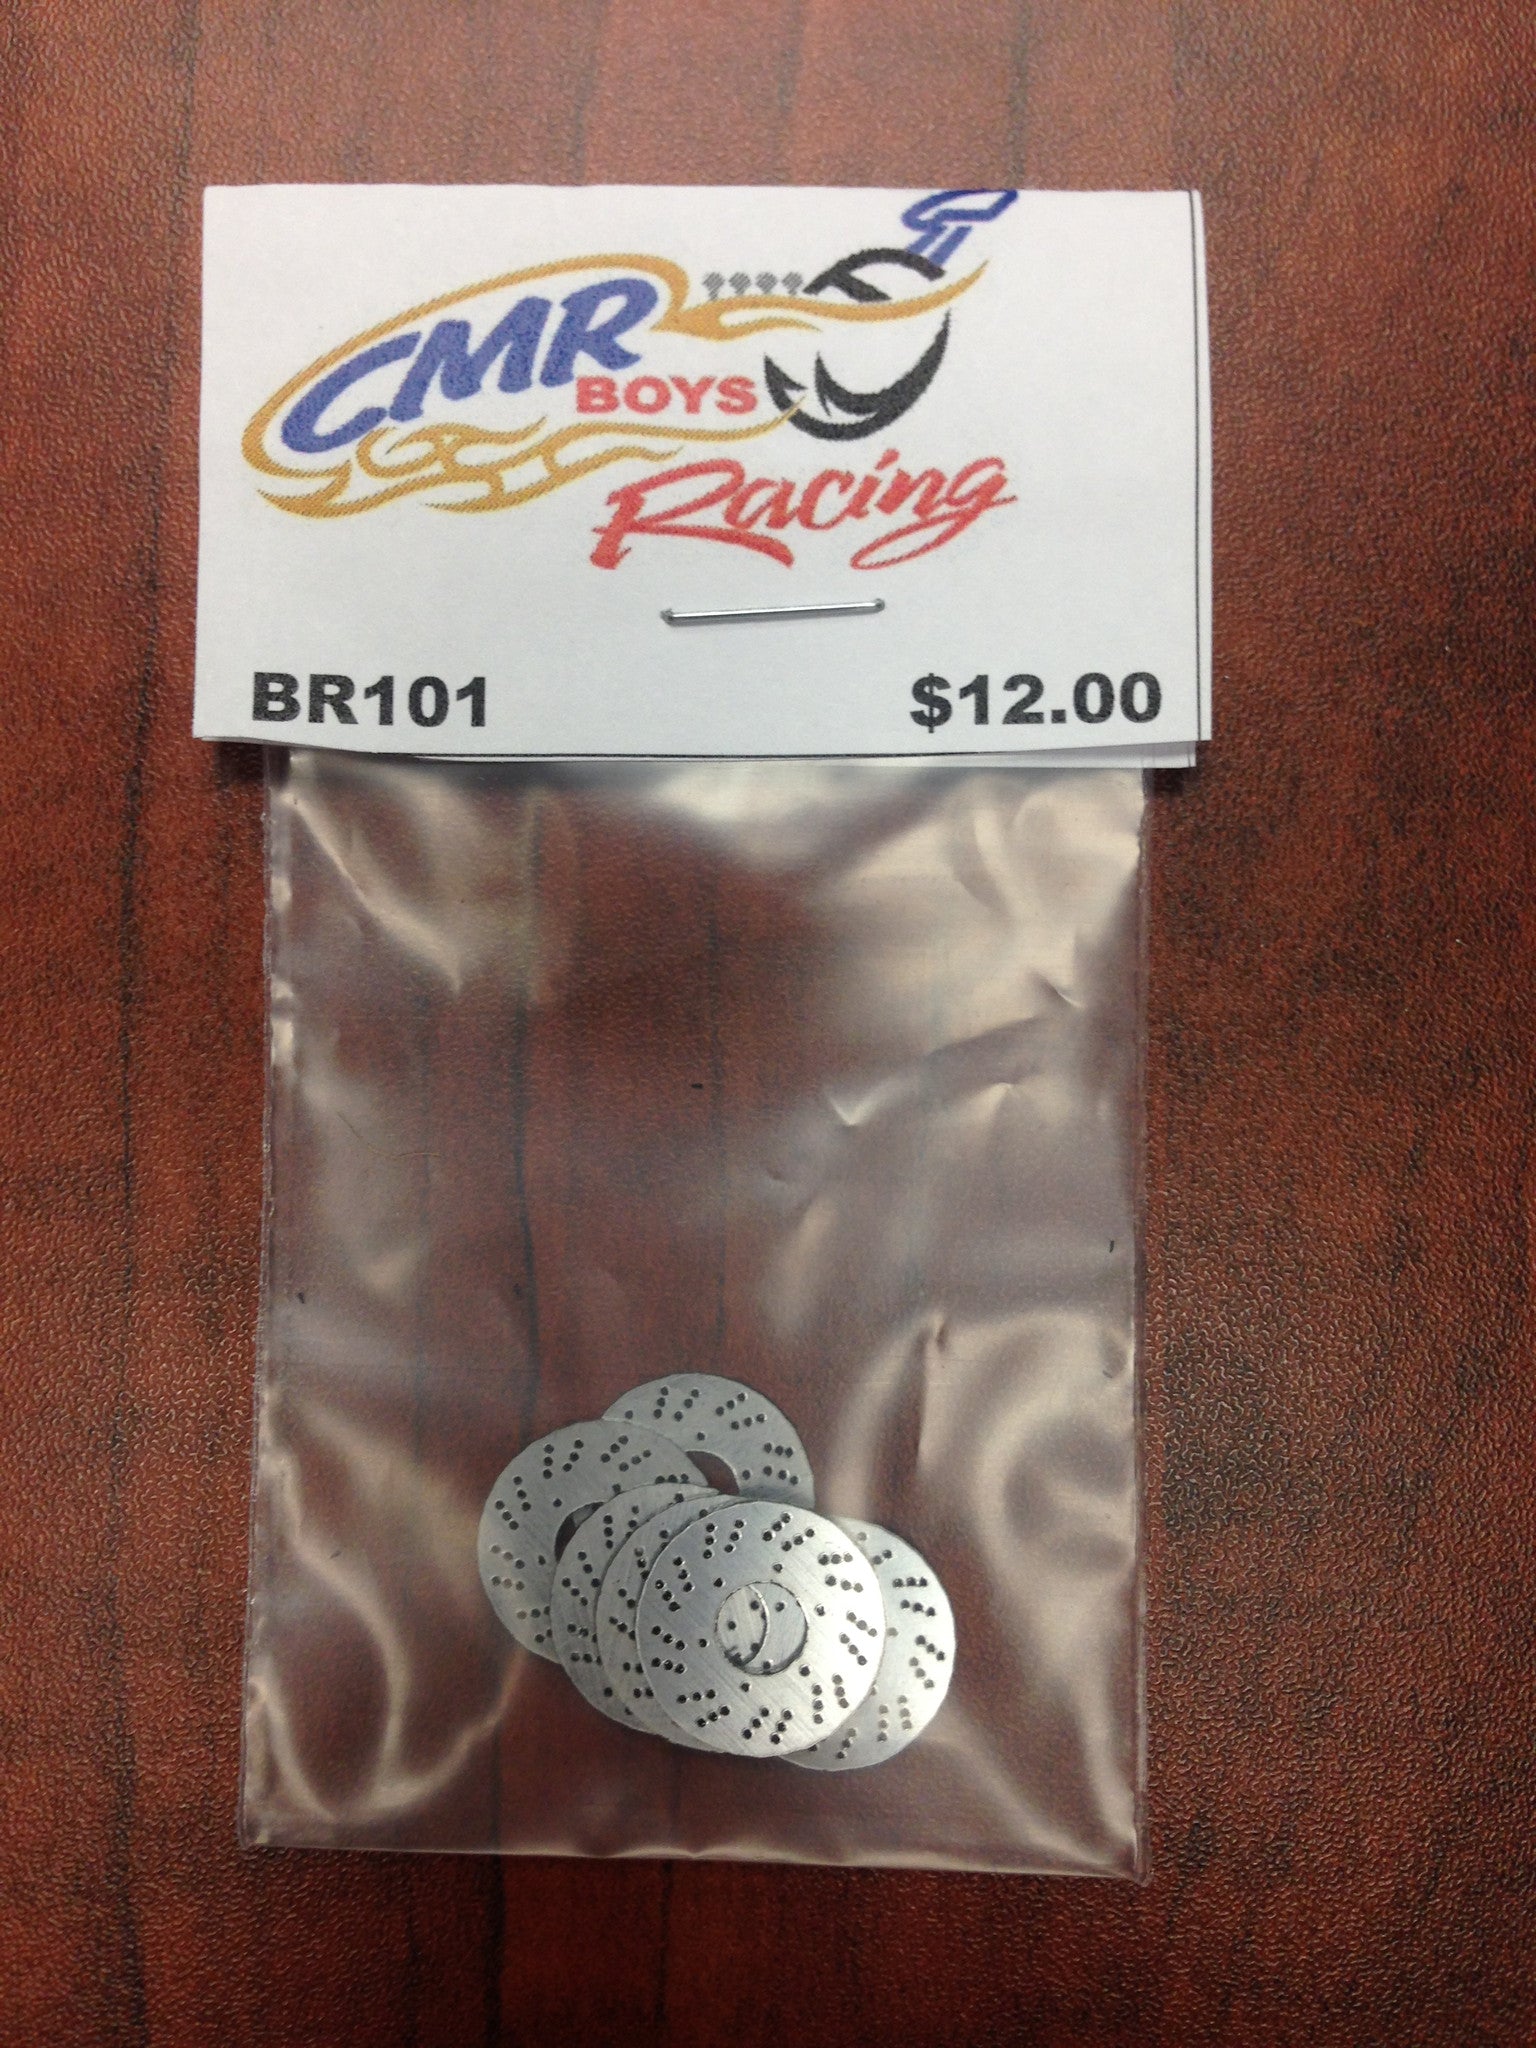 CMR
BOYS
Racing
BR101 $12.00